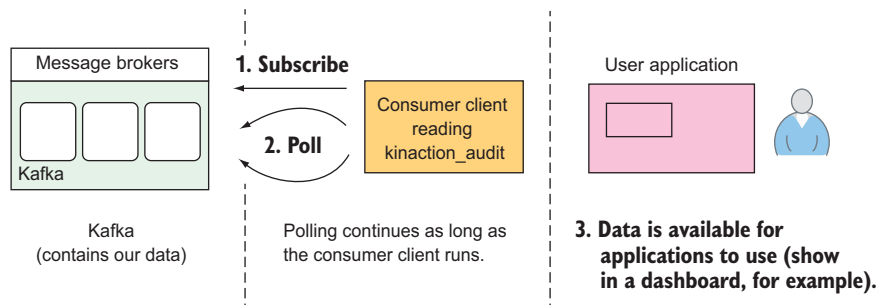 Message brokers
Kafka
Kafka
(contains our data)
1. Subscribe
2. Poll
Consumer client
reading
kinaction_audit
Polling continues as long as
the consumer client runs.
User application
3. Data is available for
applications to use (show
in a dashboard, for example).